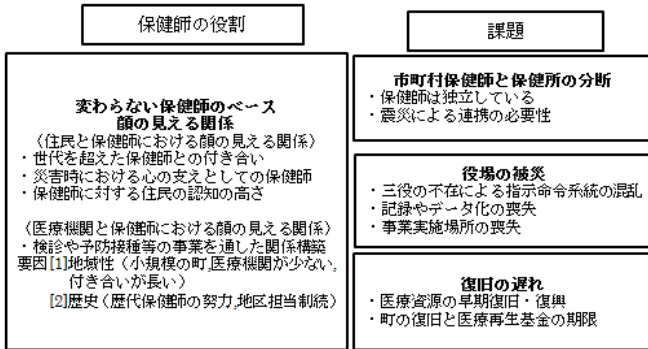 保健師の役割
変わらない保健師のベース
顔の見える関係
（住民と保健師における顔の見える関係）
・世代を超えた保健師との付き合い
・災害時における心の支えとしての保健師
・保健師に対する住民の認知の高さ
（医療機関と保健師における顔の見える関係）
・検診や予防接種等の事業を通した関係構築
要因[1]地域性（小規模の町,医療機関が少ない,
付き合いが長い）
[2]歴史（歴代保健師の努力,地区担当制続）
課題
市町村保健師と保健所の分断
・保健師は独立している
・震災による連携の必要性
役場の被災
・三役の不在による指示命令系統の混乱
・記録やデータ化の喪失
・事業実施場所の喪失
復旧の遅れ
・医療資源の早期復旧・復興
・町の復旧と医療再生基金の期限